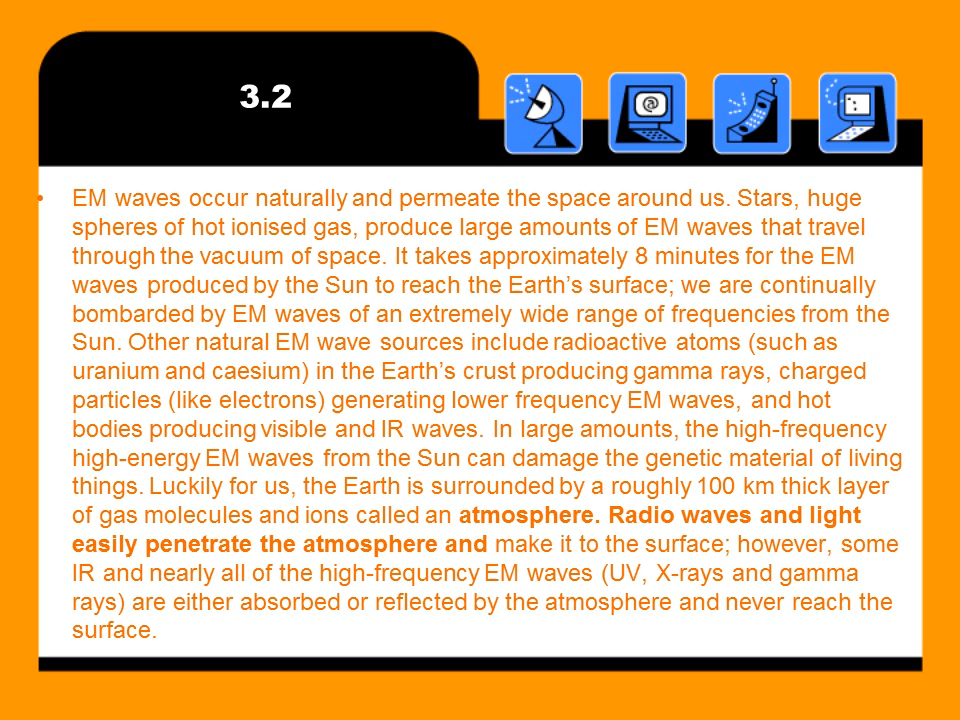 3.2
@
• EM waves occur naturally and permeate the space around us. Stars, huge
spheres of hot ionised gas, produce large amounts of EM waves that travel
through the vacuum of space. It takes approximately 8 minutes for the EM
waves produced by the Sun to reach the Earth’s surface; we are continually
bombarded by EM waves of an extremely wide range of frequencies from the
Sun. Other natural EM wave sources include radioactive atoms (such as
uranium and caesium) in the Earth’s crust producing gamma rays, charged
particles (like electrons) generating lower frequency EM waves, and hot
bodies producing visible and IR waves. In large amounts, the high-frequency
high-energy EM waves from the Sun can damage the genetic material of living
things. Luckily for us, the Earth is surrounded by a roughly 100 km thick layer
of gas molecules and ions called an atmosphere. Radio waves and light
easily penetrate the atmosphere and make it to the surface; however, some
IR and nearly all of the high-frequency EM waves (UV, X-rays and gamma
rays) are either absorbed or reflected by the atmosphere and never reach the
surface.